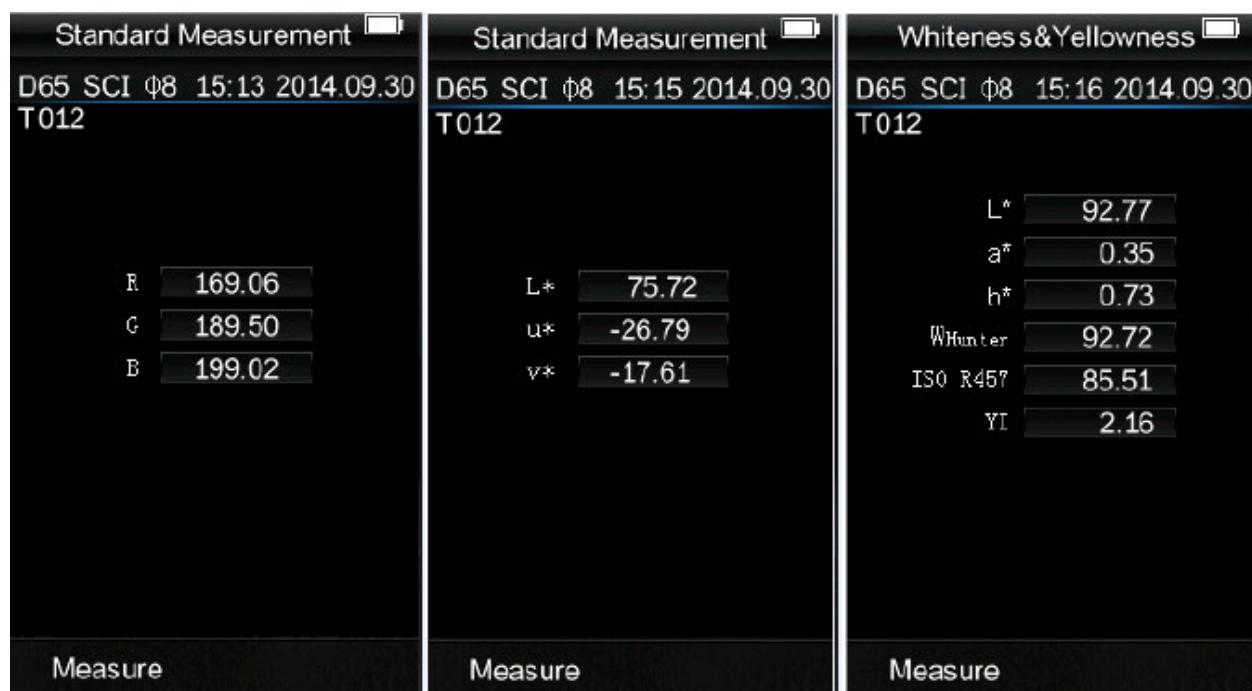 Standard Measurement
D65 SCI Φ8 15:13 2014.09.30
T012
R 169.06
G 189.50
B 199.02
Measure
Standard Measurement
D65 SCI Φ8 15:15 2014.09.30
T012
L* 75.72
u* -26.79
v* -17.61
Measure
Whiteness&Yellowness
D65 SCI Φ8 15:16 2014.09.30
T012
L* 92.77
a* 0.35
h* 0.73
WHunter 92.72
ISO R457 85.51
YI 2.16
Measure